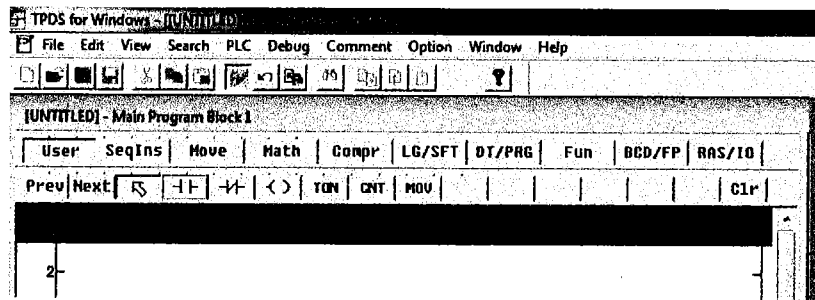 TPDS for Windows - [UNTITLED]
File Edit View Search PLC Debug Comment Option Window Help
[UNTITLED] - Main Program Block 1
User SeqIns Move Math Compr LG/SFT DT/PRG Fun BCD/FP RAS/IO
Prev Next TON CNT MOV Clr
2